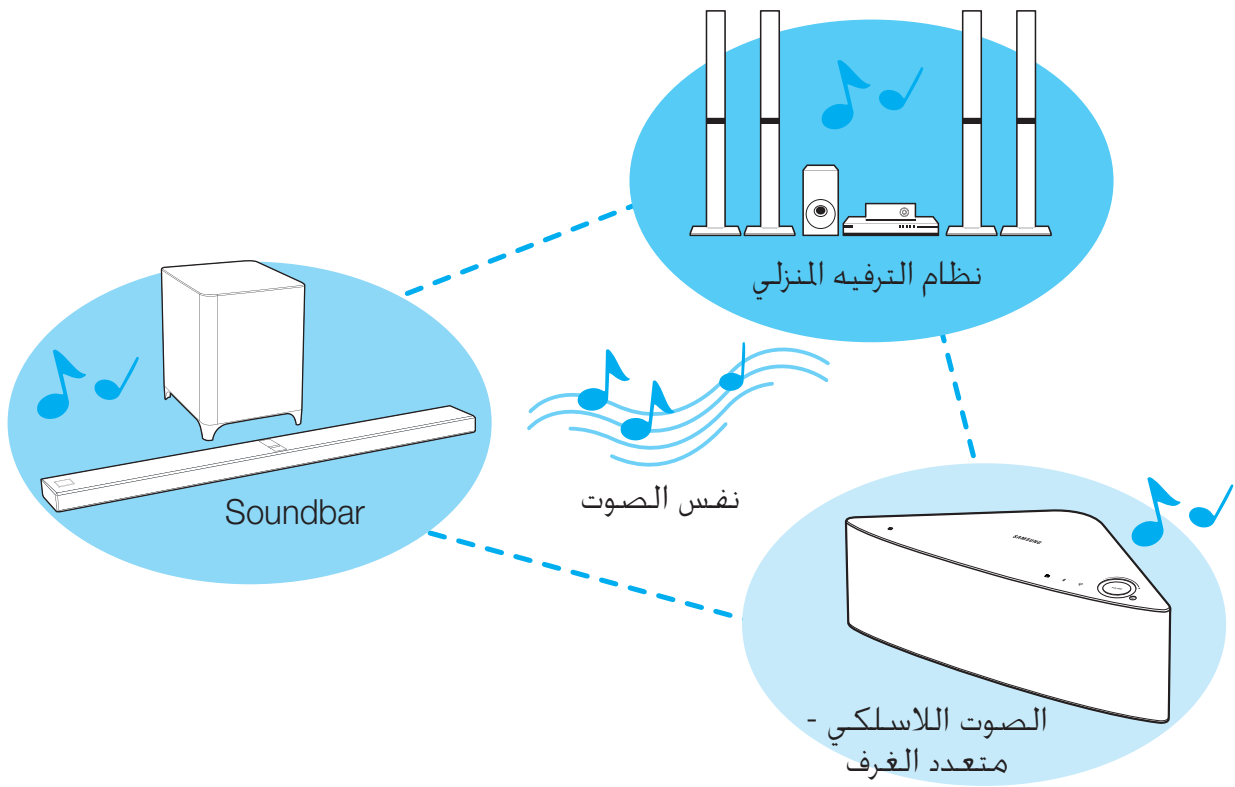 نظام الترفيه المنزلي
نفس الصوت
Soundbar
SAMSUNG
الصوت اللاسلكي -
متعدد الغرف